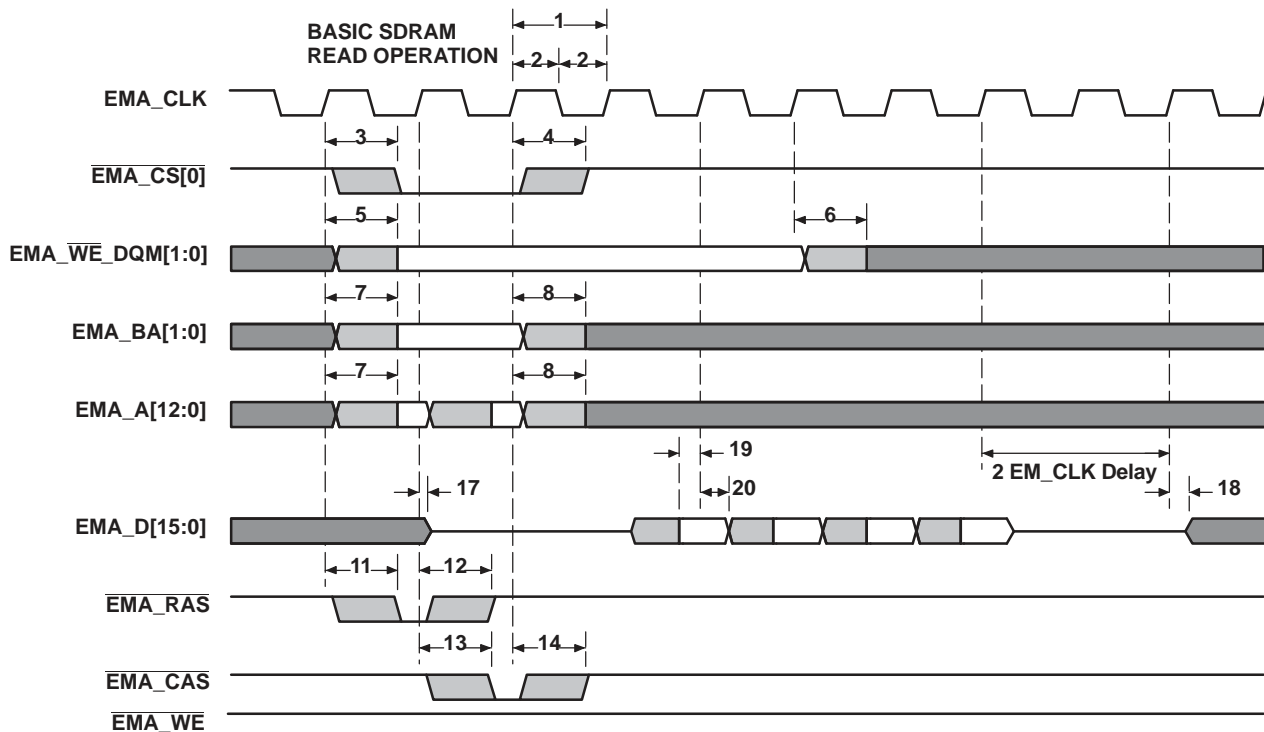 BASIC SDRAM
READ OPERATION
1
2 2
EMA_CLK
3 4
EMA_CS[0]
5 6
EMA_WE_DQM[1:0]
7 8
EMA_BA[1:0]
7 8
EMA_A[12:0]
19
2 EM_CLK Delay
17 20 18
EMA_D[15:0]
11 12
EMA_RAS
13 14
EMA_CAS
EMA_WE